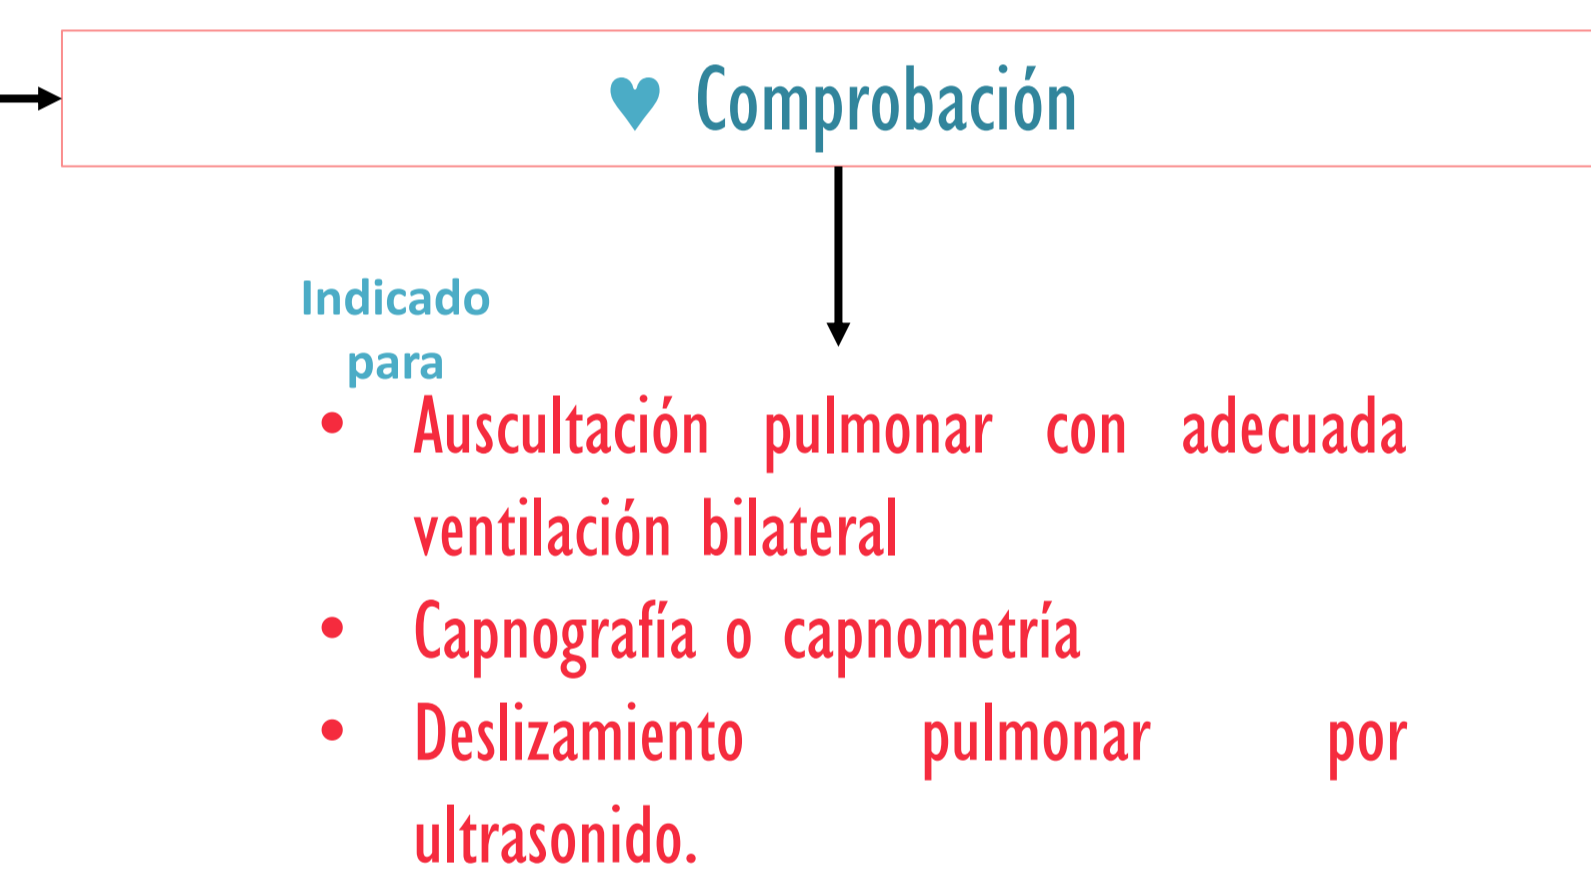 ♥ Comprobación
Indicado
para
• Auscultación pulmonar con adecuada
ventilación bilateral
• Capnografía o capnometría
• Deslizamiento pulmonar por
ultrasonido.